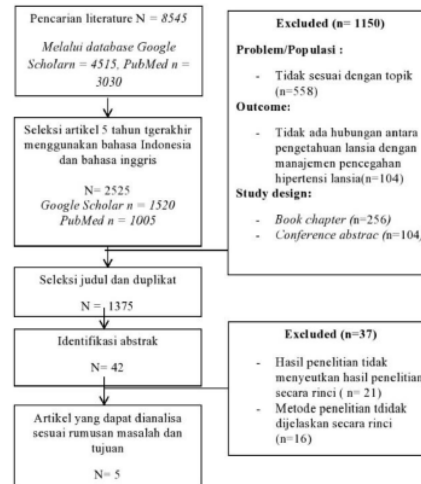 Pencarian literature N = 8545
Melalui database Google
Scholarn = 4515, PubMed n =
3030
Seleksi artikel 5 tahun tgerakhir
menggunakan bahasa Indonesia
dan bahasa inggris
N= 2525
Google Scholar n = 1520
PubMed n = 1005
Seleksi judul dan duplikat
N = 1375
Identifikasi abstrak
N= 42
Artikel yang dapat dianalisa
sesuai rumusan masalah dan
tujuan
N= 5
Excluded (n= 1150)
Problem/Populasi :
- Tidak sesuai dengan topik
(n=558)
Outcome:
- Tidak ada hubungan antara
pengetahuan lansia dengan
manajemen pencegahan
hipertensi lansia(n=104)
Study design:
- Book chapter (n=256)
- Conference abstrac (n=104
Excluded (n=37)
- Hasil penelitian tidak
menyeutkan hasil penelitian
secara rinci ( n= 21)
- Metode penelitian tdidak
dijelaskan secara rinci
(n=16)